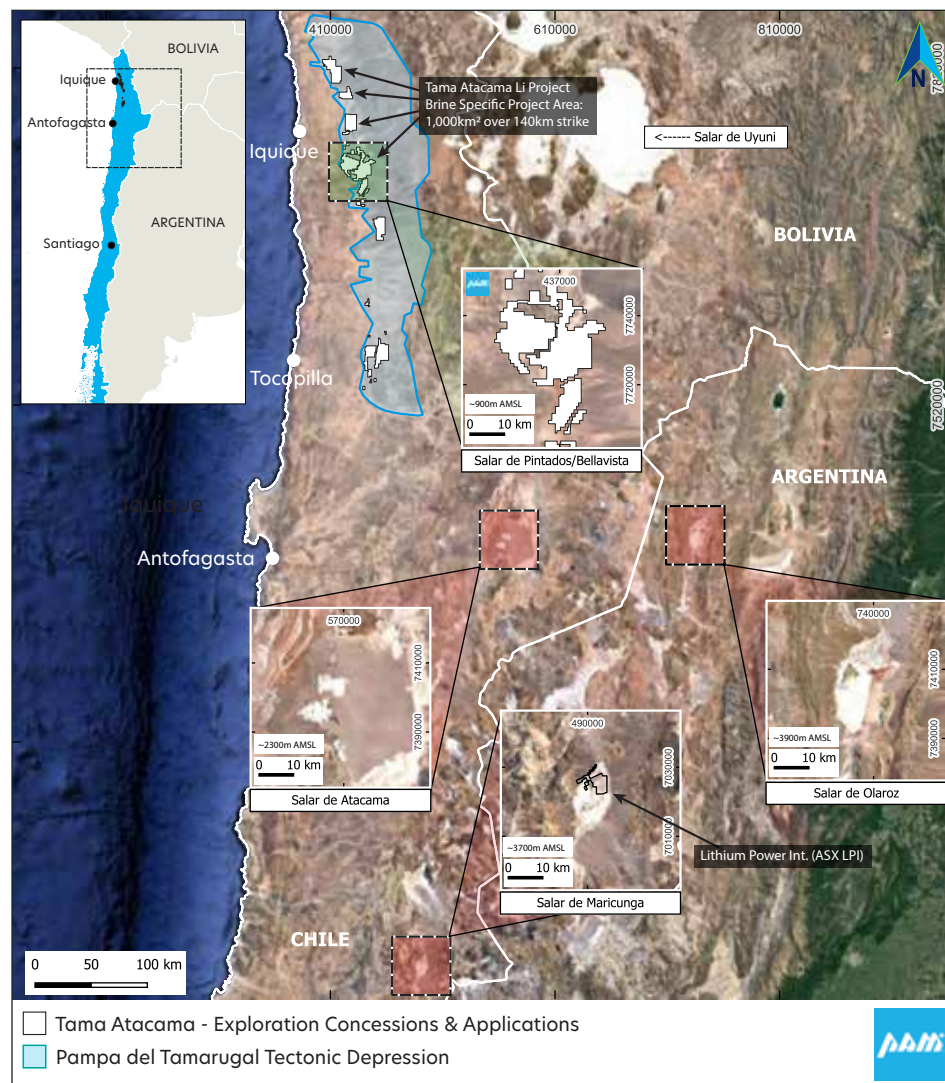 BOLIVIA
Iquique
Antofagasta
ARGENTINA
Santiago
410000
610000
810000
N
Tama Atacama Li Project
Brine Specific Project Area:
1,000km² over 140km strike
<------ Salar de Uyuni
Iquique
BOLIVIA
437000
7740000
7720000
~900m AMSL
0 10 km
Salar de Pintados/Bellavista
Tocopilla
7520000
ARGENTINA
Iquique
Antofagasta
570000
7410000
7390000
~2300m AMSL
0 10 km
Salar de Atacama
740000
7410000
7390000
~3900m AMSL
0 10 km
Salar de Olaroz
490000
7030000
7010000
~3700m AMSL
0 10 km
Salar de Maricunga
Lithium Power Int. (ASX LPI)
CHILE
0 50 100 km
Tama Atacama - Exploration Concessions & Applications
Pampa del Tamarugal Tectonic Depression
pam